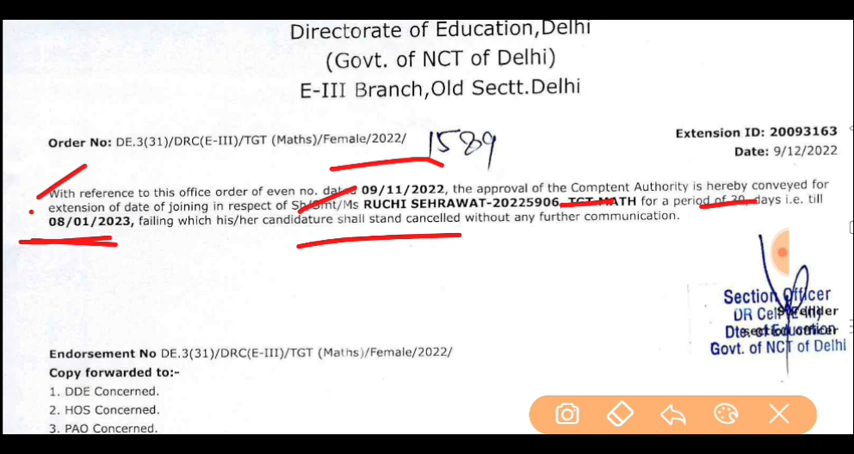 Directorate of Education,Delhi
(Govt. of NCT of Delhi)
E-III Branch,Old Sectt.Delhi
Order No: DE.3(31)/DRC(E-III)/TGT (Maths)/Female/2022/ 1589
Extension ID: 20093163
Date: 9/12/2022
With reference to this office order of even no. dated 09/11/2022, the approval of the Comptent Authority is hereby conveyed for
extension of date of joining in respect of Sh/Smt/Ms RUCHI SEHRAWAT-20225906 TGT MATH for a period of 30 days i.e. till
08/01/2023, failing which his/her candidature shall stand cancelled without any further communication.
Section Officer
DR Cell
Govt. of NCT of Delhi
Endorsement No DE.3(31)/DRC(E-III)/TGT (Maths)/Female/2022/
Copy forwarded to:-
1. DDE Concerned.
2. HOS Concerned.
3. PAO Concerned.